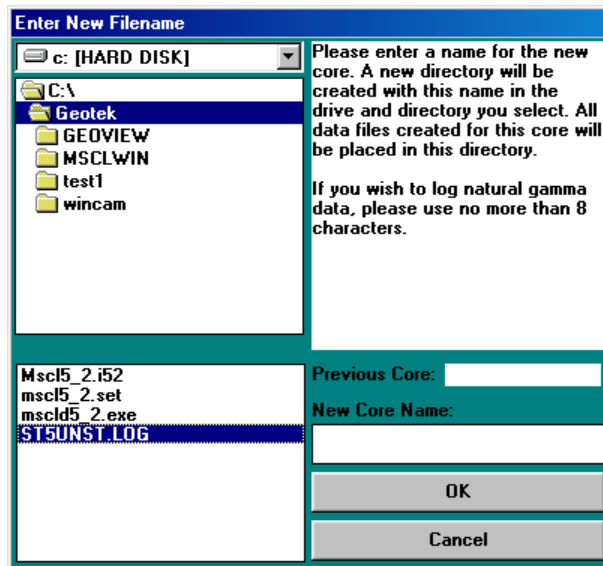 Enter New Filename
c: [HARD DISK]
C:\
Geotek
GEOVIEW
MSCLWIN
test1
wincam
Please enter a name for the new
core. A new directory will be
created with this name in the
drive and directory you select. All
data files created for this core will
be placed in this directory.
If you wish to log natural gamma
data, please use no more than 8
characters.
Mscl5_2.i52
mscl5_2.set
mscld5_2.exe
ST5UNST.LOG
Previous Core:
New Core Name:
OK
Cancel